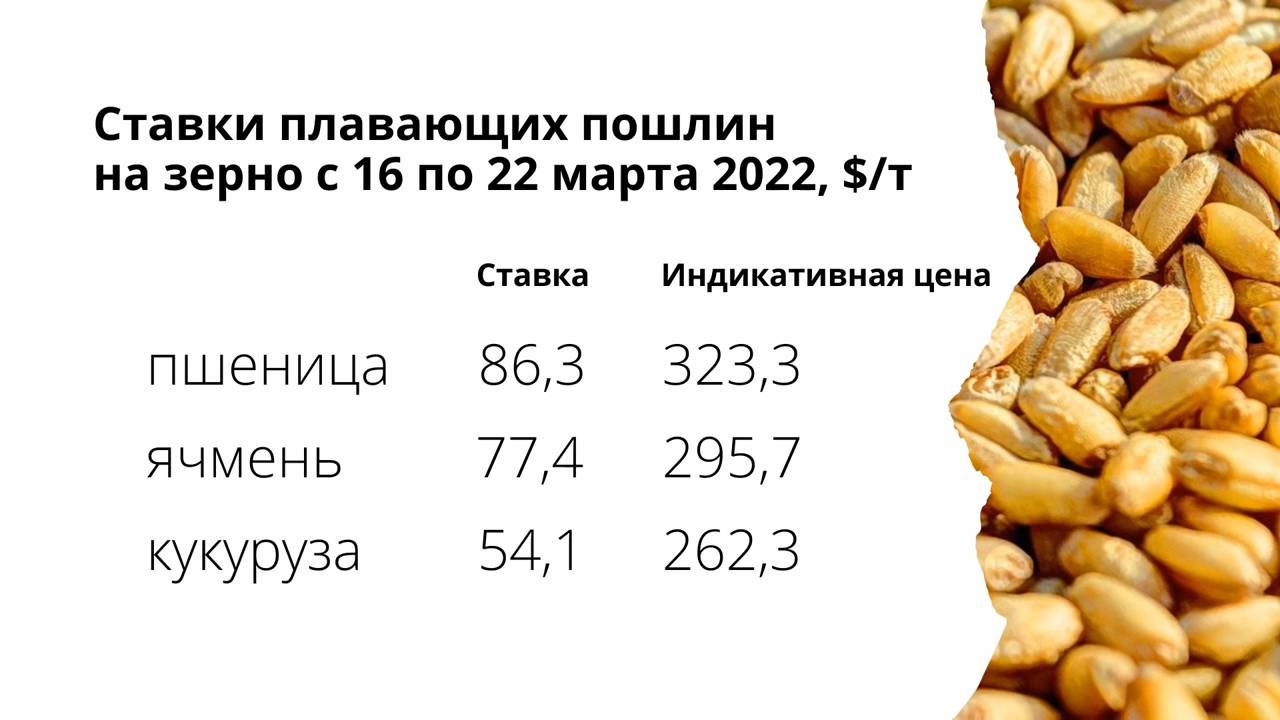 Ставки плавающих пошлин
на зерно с 16 по 22 марта 2022, $/т
Ставка Индикативная цена
пшеница 86,3 323,3
ячмень 77,4 295,7
кукуруза 54,1 262,3